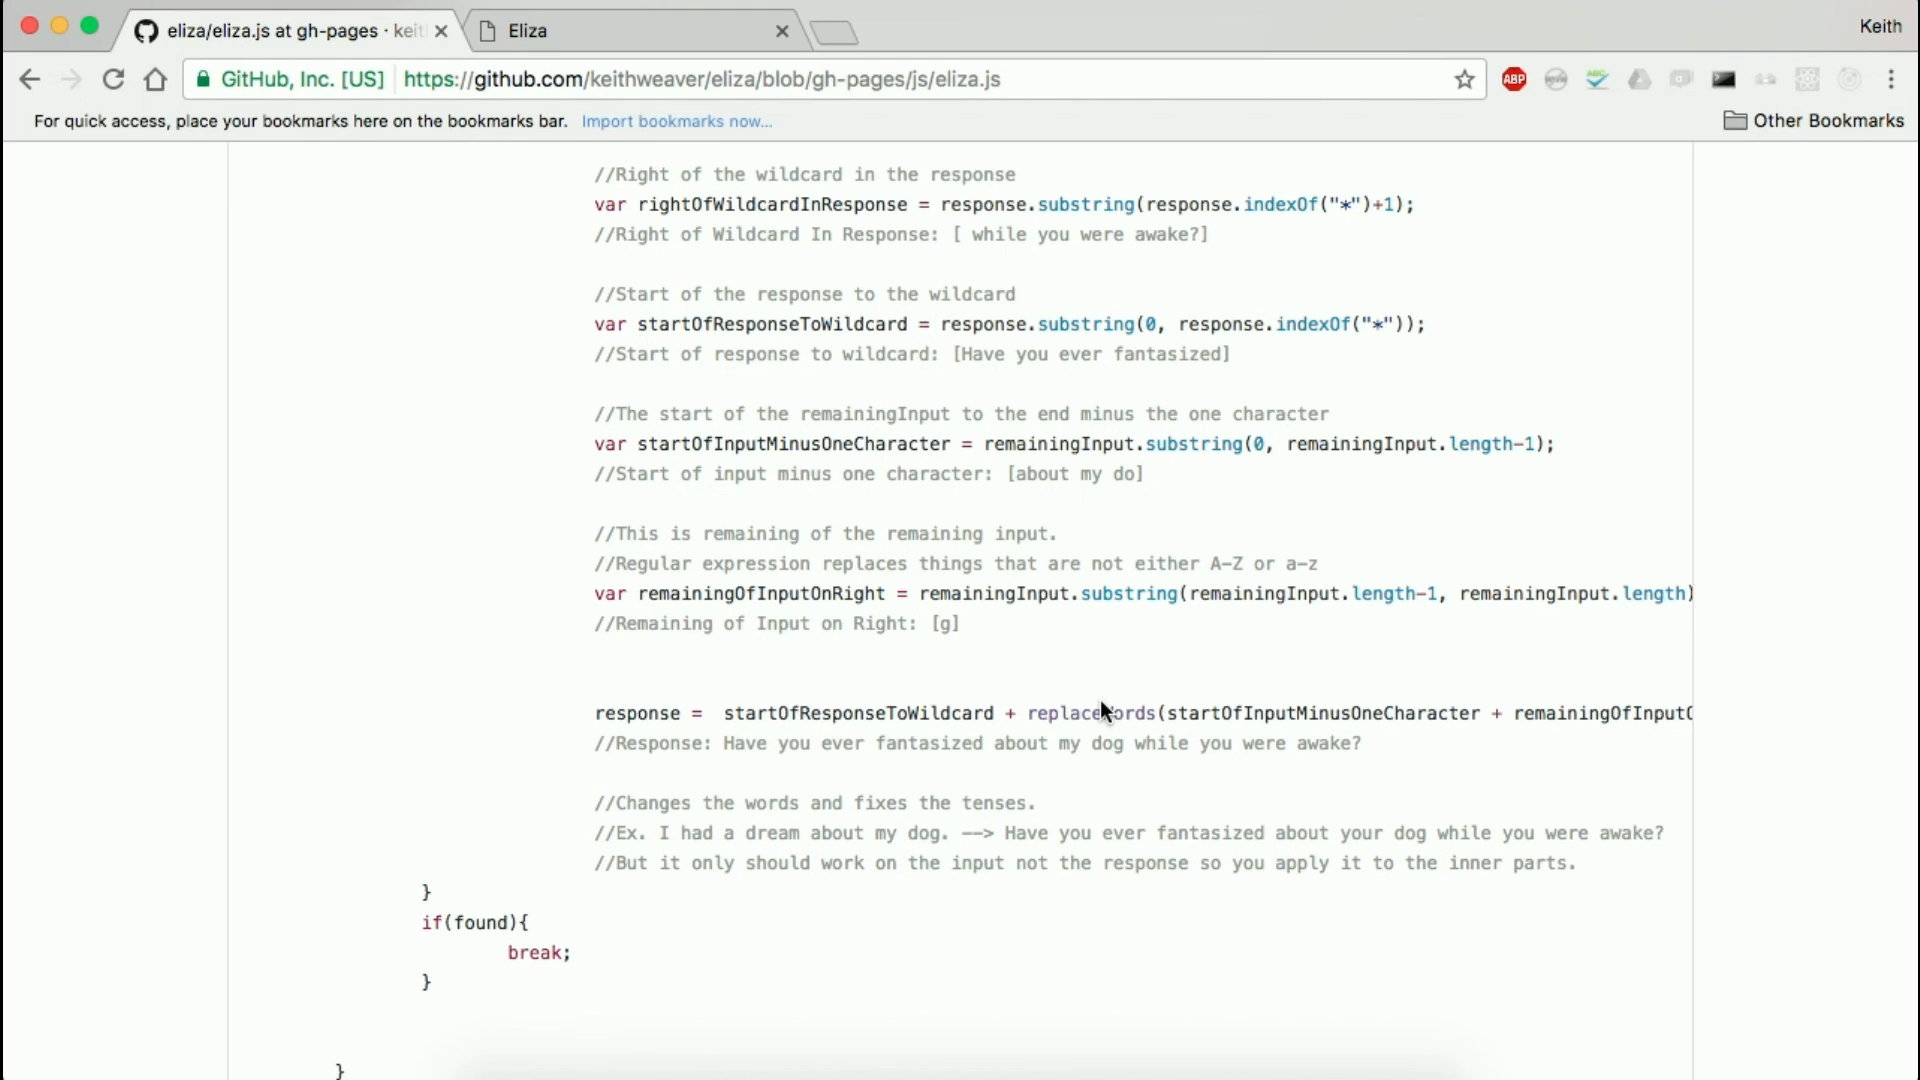 eliza/eliza.js at gh-pages · keit
Eliza
Keith
GitHub, Inc. [US]
https://github.com/keithweaver/eliza/blob/gh-pages/js/eliza.js
ABP
For quick access, place your bookmarks here on the bookmarks bar. Import bookmarks now...
Other Bookmarks
//Right of the wildcard in the response
var rightOfWildcardInResponse = response.substring(response.indexOf("*")+1);
//Right of Wildcard In Response: [ while you were awake?]
//Start of the response to the wildcard
var startOfResponseToWildcard = response.substring(0, response.indexOf("*"));
//Start of response to wildcard: [Have you ever fantasized]
//The start of the remainingInput to the end minus the one character
var startOfInputMinusOneCharacter = remainingInput.substring(0, remainingInput.length-1);
//Start of input minus one character: [about my do]
//This is remaining of the remaining input.
//Regular expression replaces things that are not either A-Z or a-z
var remainingOfInputOnRight = remainingInput.substring(remainingInput.length-1, remainingInput.length)
//Remaining of Input on Right: [g]
response =  startOfResponseToWildcard + replaceWords(startOfInputMinusOneCharacter + remainingOfInputO
//Response: Have you ever fantasized about my dog while you were awake?
//Changes the words and fixes the tenses.
//Ex. I had a dream about my dog. --> Have you ever fantasized about your dog while you were awake?
//But it only should work on the input not the response so you apply it to the inner parts.
}
if(found){
break;
}
}